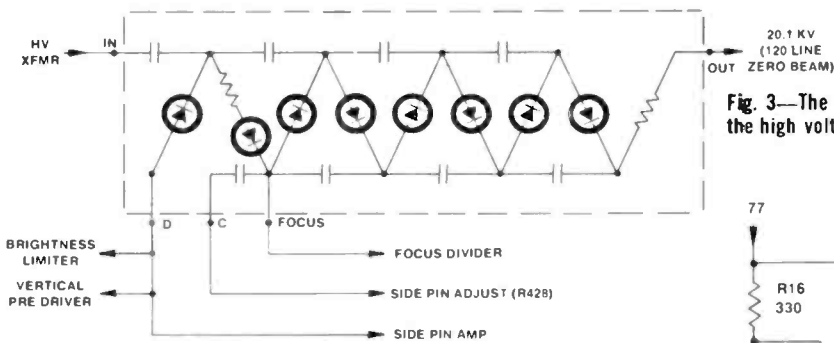 HV
XFMR
IN
20.1 KV
(120 LINE
ZERO BEAM)
OUT
Fig. 3—The
the high volt
D
C
FOCUS
BRIGHTNESS
LIMITER
FOCUS DIVIDER
VERTICAL
PRE DRIVER
SIDE PIN ADJUST (R428)
SIDE PIN AMP
77
R16
330